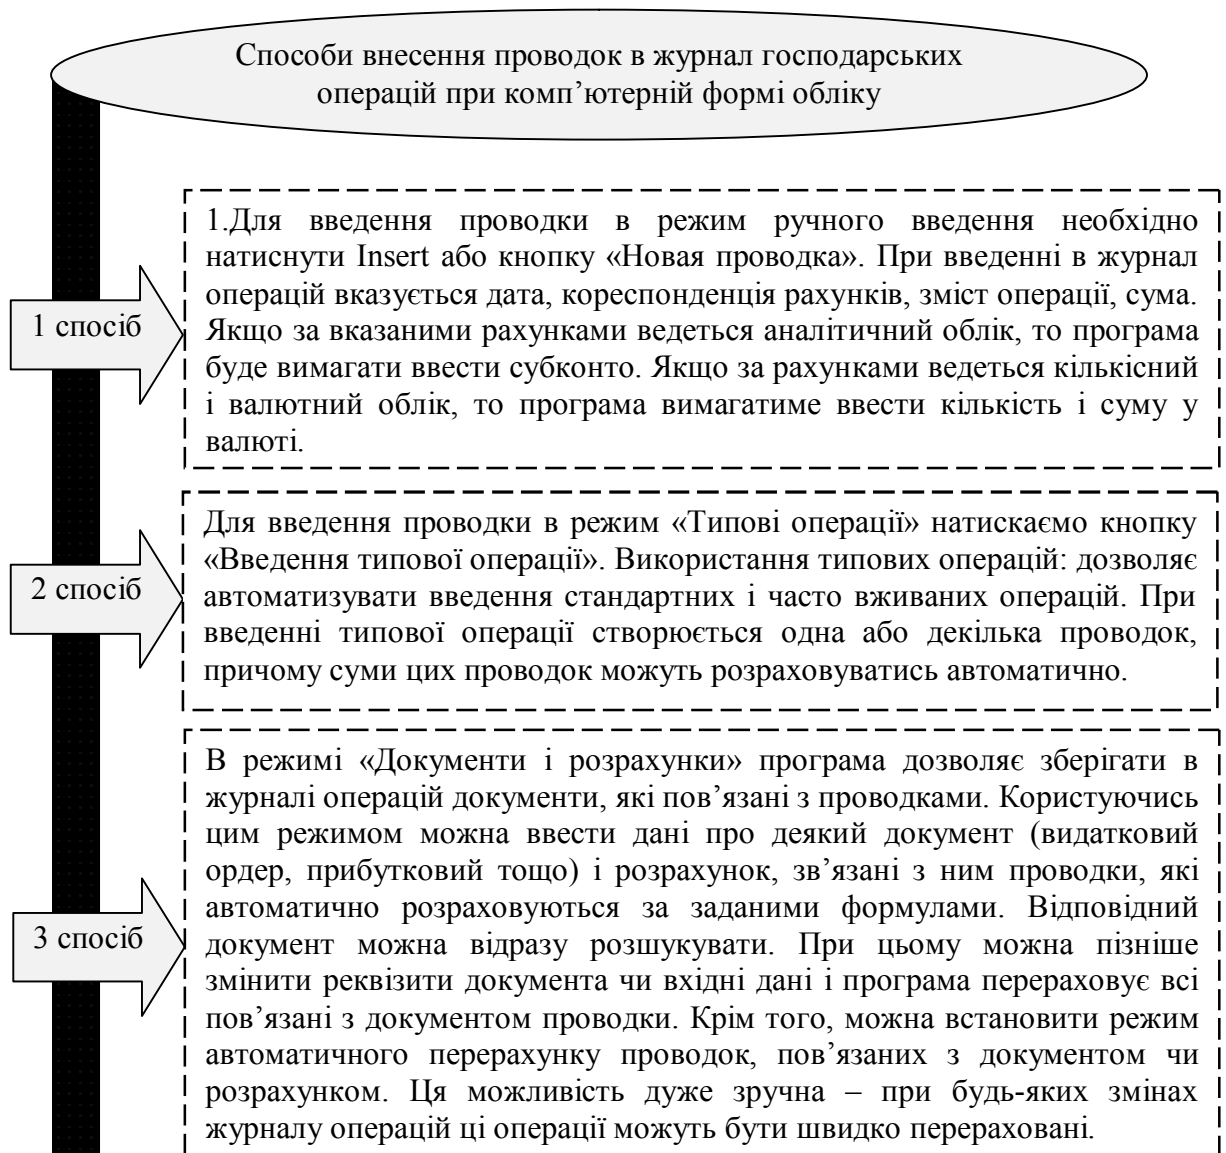 Способи внесення проводок в журнал господарських
операцій при комп’ютерній формі обліку
1 спосіб
1.Для введення проводки в режим ручного введення необхідно
натиснути Insert або кнопку «Новая проводка». При введенні в журнал
операцій вказується дата, кореспонденція рахунків, зміст операції, сума.
Якщо за вказаними рахунками ведеться аналітичний облік, то програма
буде вимагати ввести субконто. Якщо за рахунками ведеться кількісний
і валютний облік, то програма вимагатиме ввести кількість і суму у
валюті.
2 спосіб
Для введення проводки в режим «Типові операції» натискаємо кнопку
«Введення типової операції». Використання типових операцій: дозволяє
автоматизувати введення стандартних і часто вживаних операцій. При
введенні типової операції створюється одна або декілька проводок,
причому суми цих проводок можуть розраховуватись автоматично.
3 спосіб
В режимі «Документи і розрахунки» програма дозволяє зберігати в
журналі операцій документи, які пов’язані з проводками. Користуючись
цим режимом можна ввести дані про деякий документ (видатковий
ордер, прибутковий тощо) і розрахунок, зв’язані з ним проводки, які
автоматично розраховуються за заданими формулами. Відповідний
документ можна відразу розшукувати. При цьому можна пізніше
змінити реквізити документа чи вхідні дані і програма перераховує всі
пов’язані з документом проводки. Крім того, можна встановити режим
автоматичного перерахунку проводок, пов’язаних з документом чи
розрахунком. Ця можливість дуже зручна – при будь-яких змінах
журналу операцій ці операції можуть бути швидко перераховані.